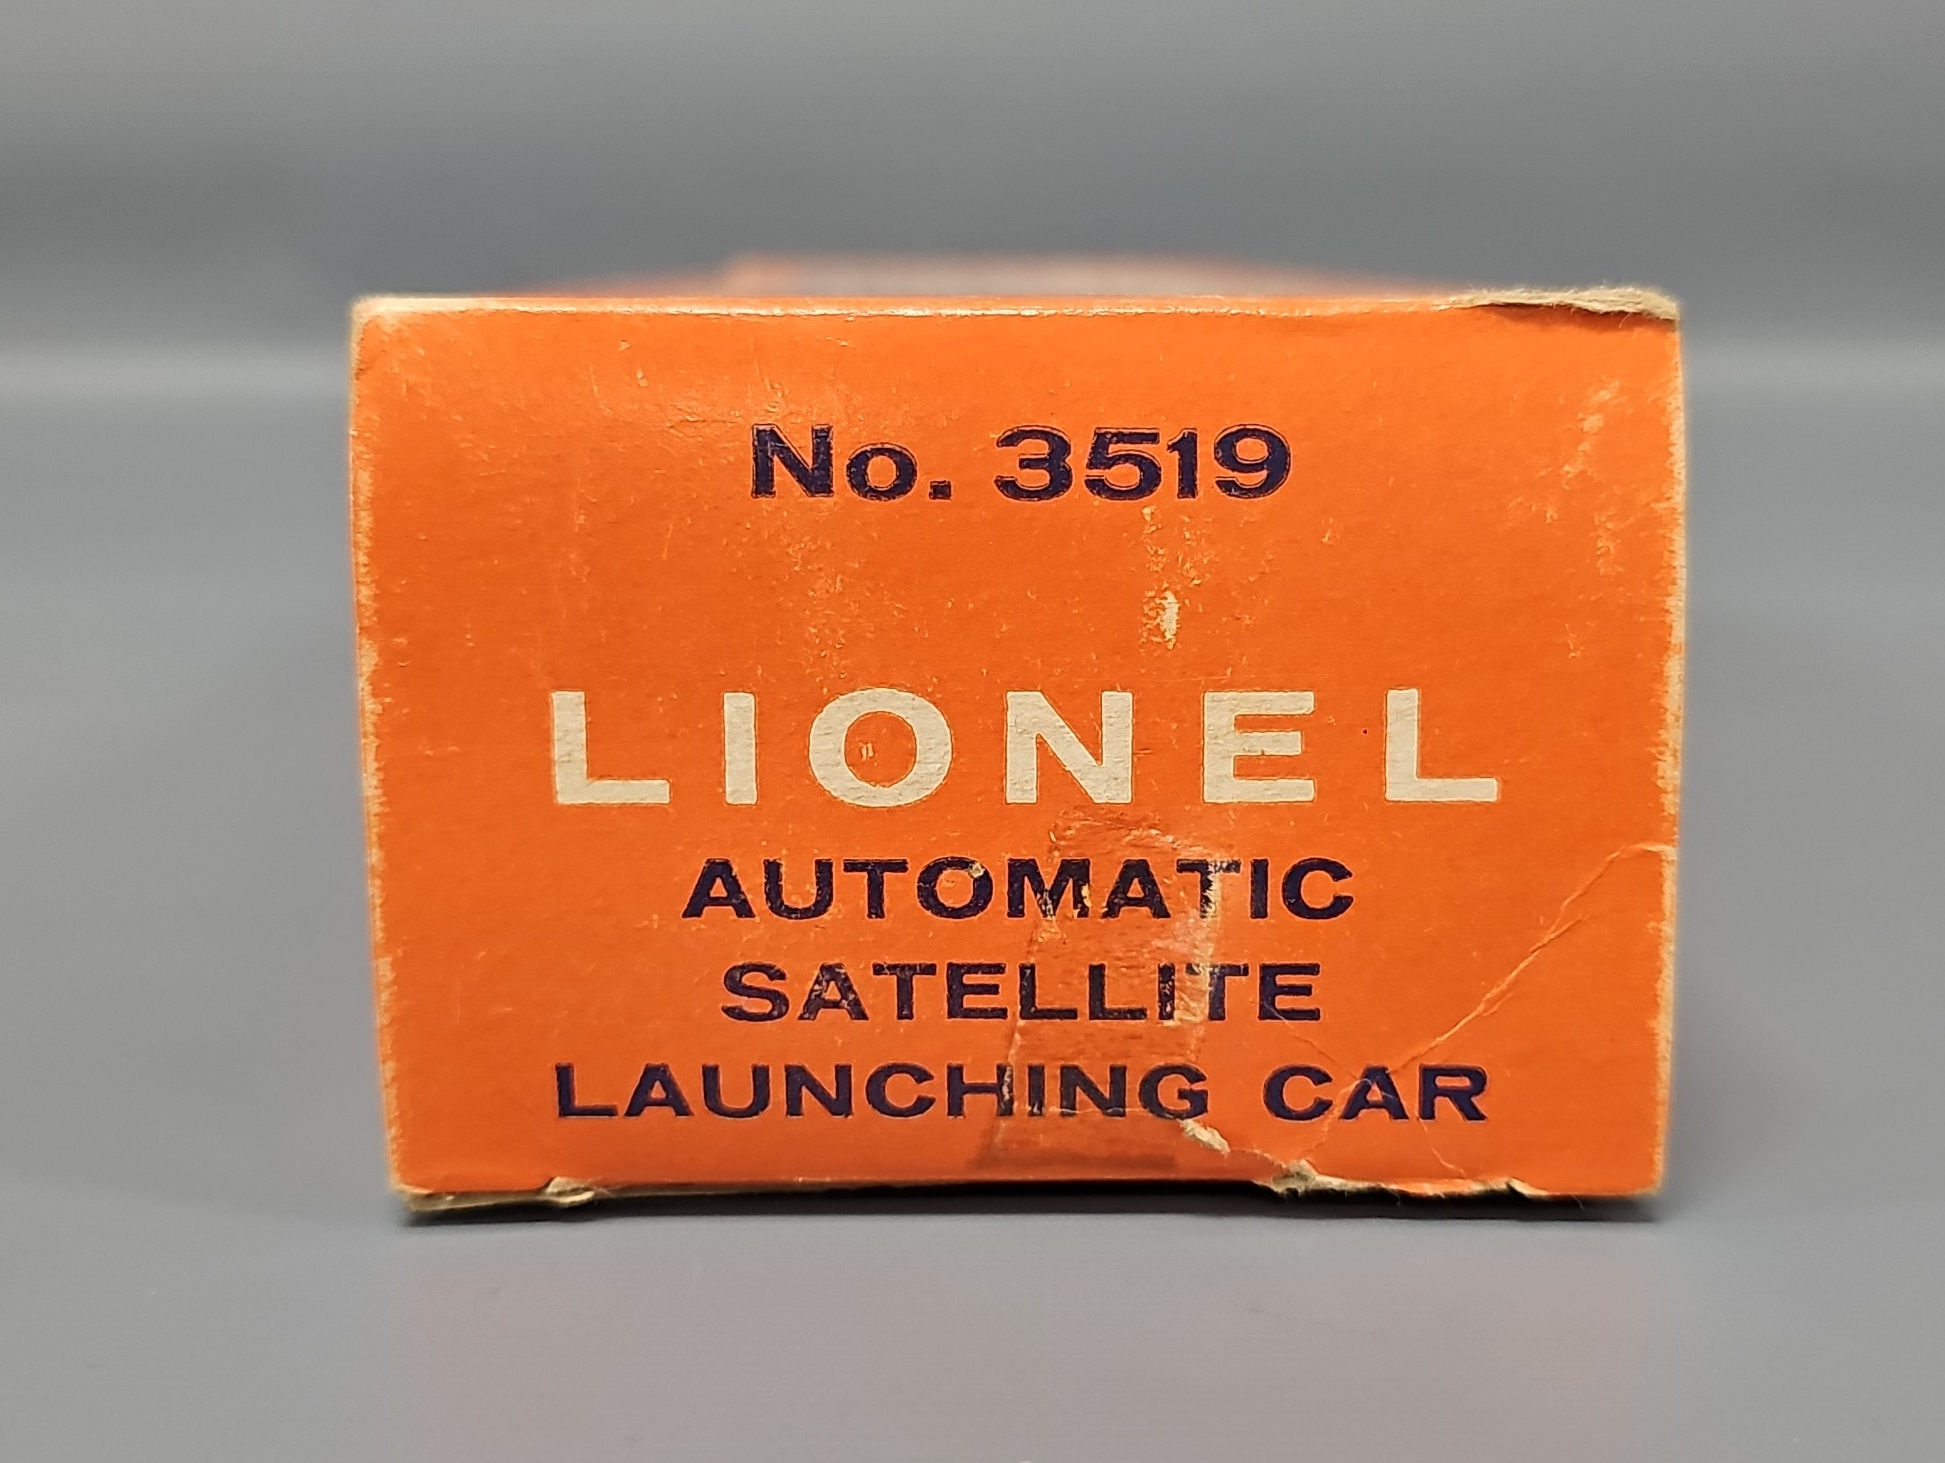 No. 3519
LIONEL
AUTOMATIC
SATELLITE
LAUNCHING CAR